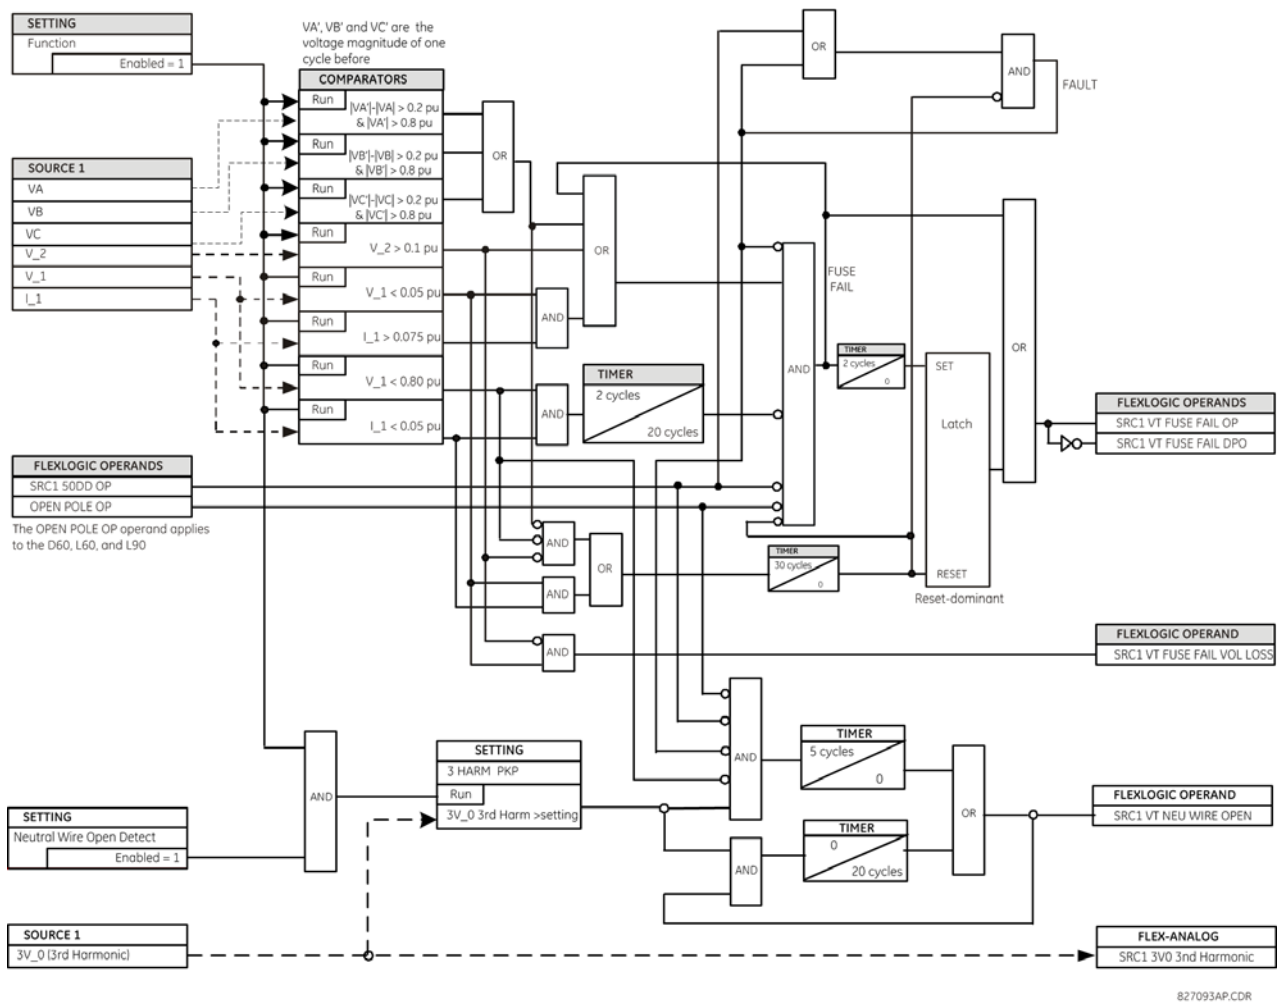 SETTING
Function
Enabled = 1
VA', VB' and VC' are the
voltage magnitude of one
cycle before
COMPARATORS
Run
|VA'|-|VA| > 0.2 pu
& |VA'| > 0.8 pu
Run
|VB'|-|VB| > 0.2 pu
& |VB'| > 0.8 pu
Run
|VC'|-|VC| > 0.2 pu
& |VC'| > 0.8 pu
Run
V_2 > 0.1 pu
Run
V_1 < 0.05 pu
Run
I_1 > 0.075 pu
Run
V_1 < 0.80 pu
Run
I_1 < 0.05 pu
SOURCE 1
VA
VB
VC
V_2
V_1
I_1
FLEXLOGIC OPERANDS
SRC1 50DD OP
OPEN POLE OP
The OPEN POLE OP operand applies
to the D60, L60, and L90
OR
OR
AND
AND
TIMER
2 cycles
20 cycles
OR
AND
FAULT
FUSE
FAIL
AND
TIMER
2 cycles
0
SET
Latch
RESET
Reset-dominant
OR
FLEXLOGIC OPERANDS
SRC1 VT FUSE FAIL OP
SRC1 VT FUSE FAIL DPO
AND
AND
OR
TIMER
30 cycles
0
AND
FLEXLOGIC OPERAND
SRC1 VT FUSE FAIL VOL LOSS
AND
SETTING
3 HARM PKP
Run
3V_0 3rd Harm >setting
AND
TIMER
5 cycles
0
AND
TIMER
0
20 cycles
OR
FLEXLOGIC OPERAND
SRC1 VT NEU WIRE OPEN
SETTING
Neutral Wire Open Detect
Enabled = 1
SOURCE 1
3V_0 (3rd Harmonic)
FLEX-ANALOG
SRC1 3V0 3nd Harmonic
827093AP.CDR